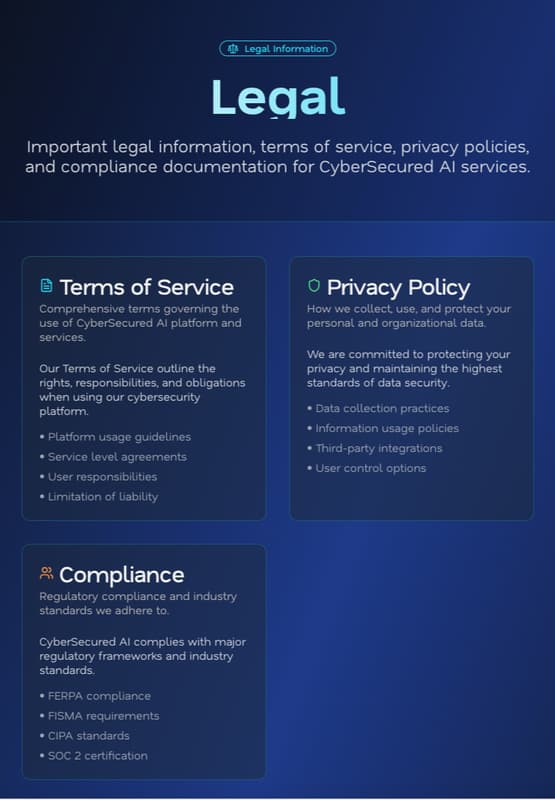 Legal Information
Legal
Important legal information, terms of service, privacy policies,
and compliance documentation for CyberSecured AI services.
Terms of Service
Comprehensive terms governing the
use of CyberSecured AI platform and
services.
Our Terms of Service outline the
rights, responsibilities, and obligations
when using our cybersecurity
platform.
• Platform usage guidelines
• Service level agreements
• User responsibilities
• Limitation of liability
Privacy Policy
How we collect, use, and protect your
personal and organizational data.
We are committed to protecting your
privacy and maintaining the highest
standards of data security.
• Data collection practices
• Information usage policies
• Third-party integrations
• User control options
Compliance
Regulatory compliance and industry
standards we adhere to.
CyberSecured AI complies with major
regulatory frameworks and industry
standards.
• FERPA compliance
• FISMA requirements
• CIPA standards
• SOC 2 certification